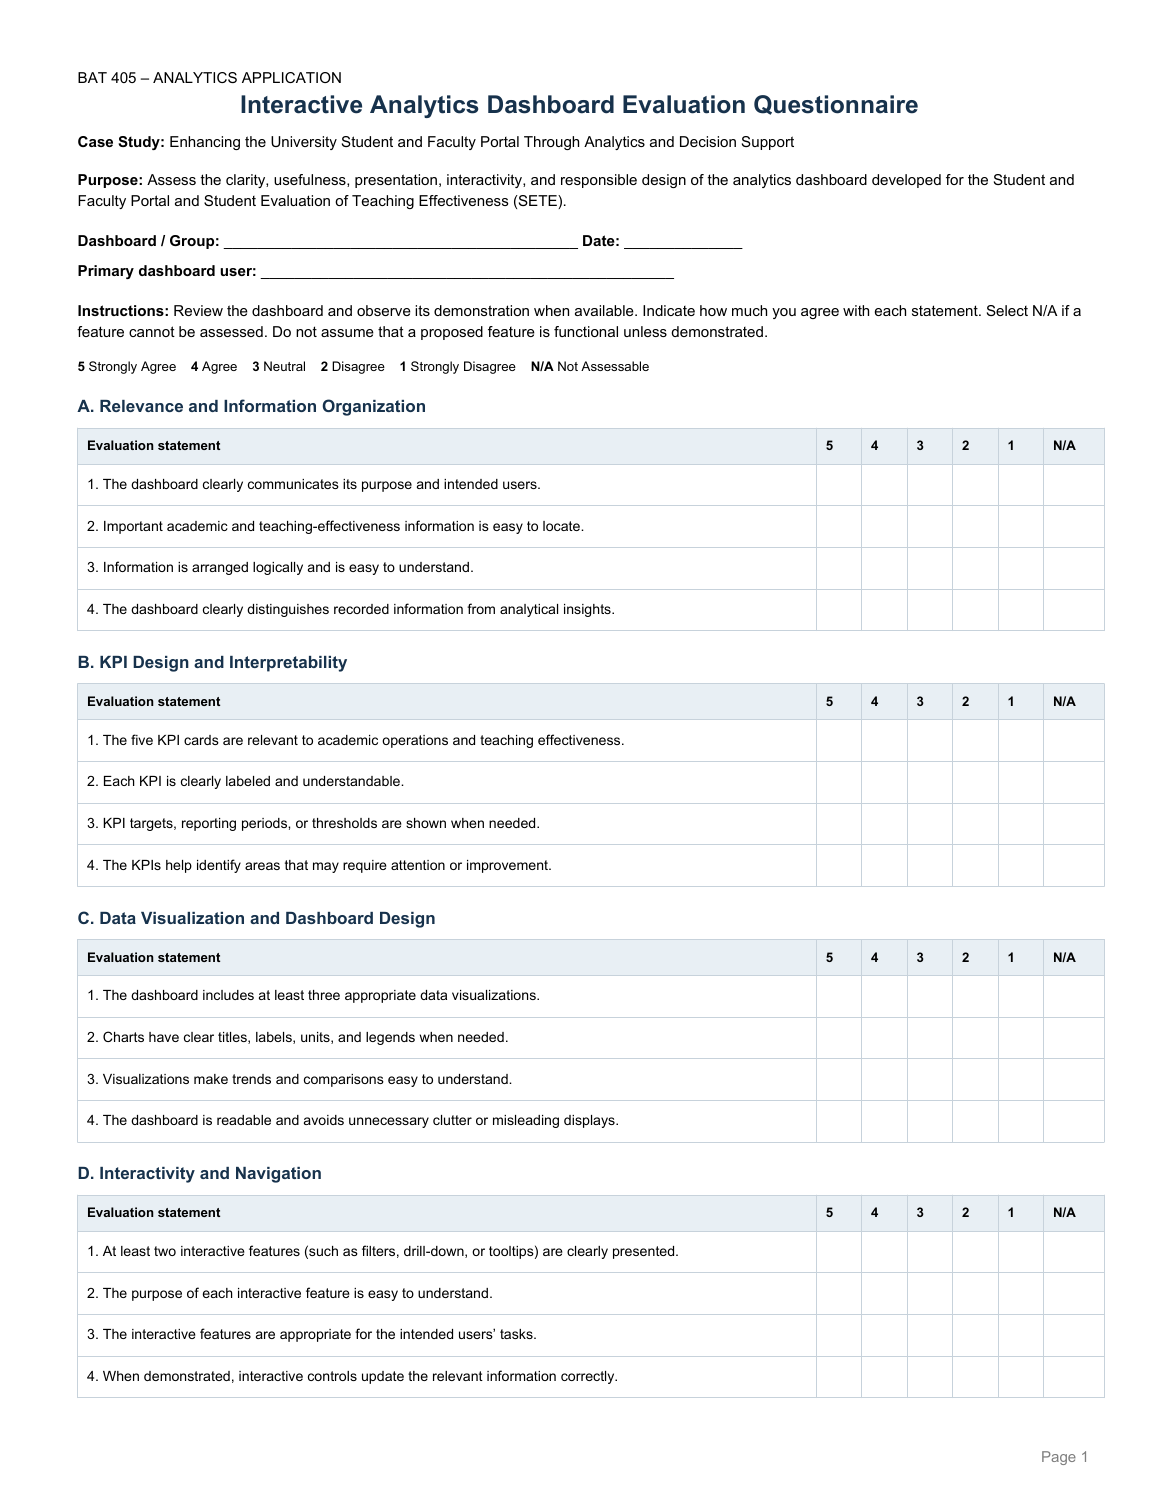 BAT 405 – ANALYTICS APPLICATION
Interactive Analytics Dashboard Evaluation Questionnaire
Case Study: Enhancing the University Student and Faculty Portal Through Analytics and Decision Support
Purpose: Assess the clarity, usefulness, presentation, interactivity, and responsible design of the analytics dashboard developed for the Student and
Faculty Portal and Student Evaluation of Teaching Effectiveness (SETE).
Dashboard / Group: __________________________________________ Date: ______________
Primary dashboard user: _________________________________________________
Instructions: Review the dashboard and observe its demonstration when available. Indicate how much you agree with each statement. Select N/A if a
feature cannot be assessed. Do not assume that a proposed feature is functional unless demonstrated.
5 Strongly Agree 4 Agree 3 Neutral 2 Disagree 1 Strongly Disagree N/A Not Assessable
A. Relevance and Information Organization
Evaluation statement 5 4 3 2 1 N/A
1. The dashboard clearly communicates its purpose and intended users.
2. Important academic and teaching-effectiveness information is easy to locate.
3. Information is arranged logically and is easy to understand.
4. The dashboard clearly distinguishes recorded information from analytical insights.
B. KPI Design and Interpretability
Evaluation statement 5 4 3 2 1 N/A
1. The five KPI cards are relevant to academic operations and teaching effectiveness.
2. Each KPI is clearly labeled and understandable.
3. KPI targets, reporting periods, or thresholds are shown when needed.
4. The KPIs help identify areas that may require attention or improvement.
C. Data Visualization and Dashboard Design
Evaluation statement 5 4 3 2 1 N/A
1. The dashboard includes at least three appropriate data visualizations.
2. Charts have clear titles, labels, units, and legends when needed.
3. Visualizations make trends and comparisons easy to understand.
4. The dashboard is readable and avoids unnecessary clutter or misleading displays.
D. Interactivity and Navigation
Evaluation statement 5 4 3 2 1 N/A
1. At least two interactive features (such as filters, drill-down, or tooltips) are clearly presented.
2. The purpose of each interactive feature is easy to understand.
3. The interactive features are appropriate for the intended users’ tasks.
4. When demonstrated, interactive controls update the relevant information correctly.
Page 1